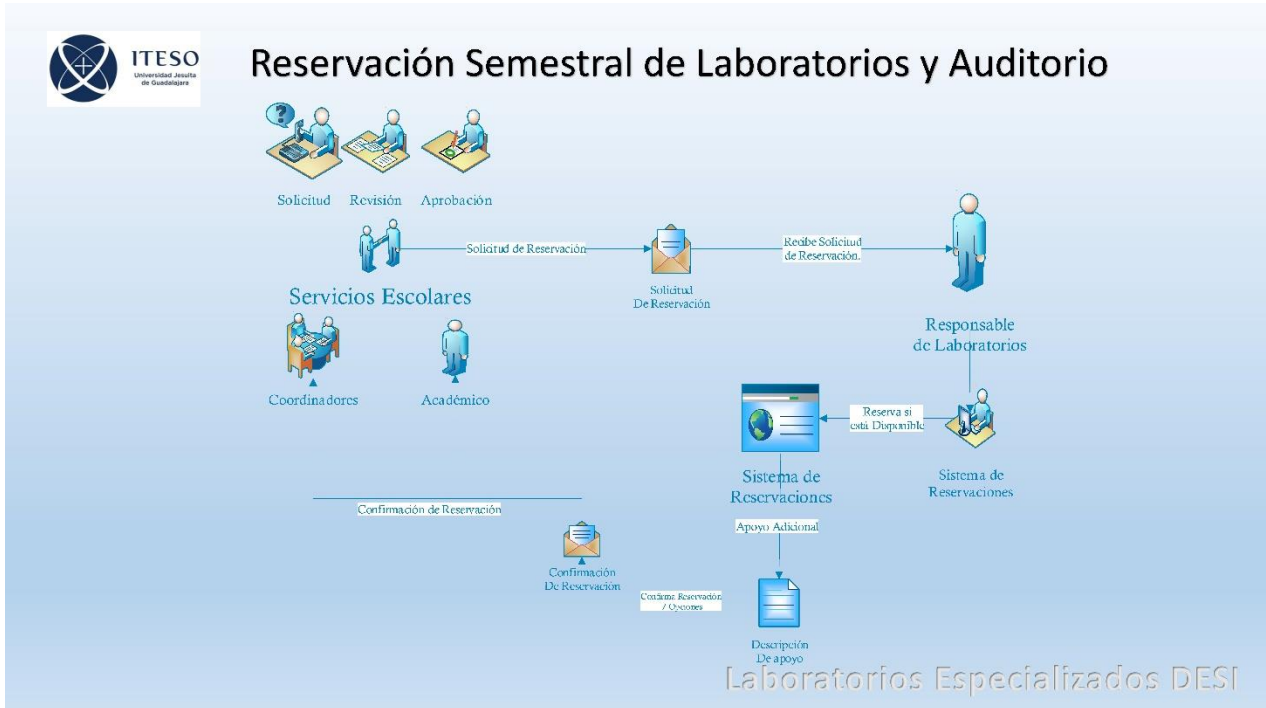 ITESO
Universidad Jesuita
de Guadalajara
Reservación Semestral de Laboratorios y Auditorio
?
Solicitud
Revisión
Aprobación
Solicitud de Reservación
Recibe Solicitud
de Reservación.
Servicios Escolares
Solicitud
De Reservación
Responsable
de Laboratorios
Coordinadores
Académico
Reserva si
está Disponible
Sistema de
Reservaciones
Sistema de
Reservaciones
Confirmación de Reservación
Apoyo Adicional
Confirmación
De Reservación
Confirma Reservación
/ Opciones
Descripción
De apoyo
Laboratorios Especializados DESI